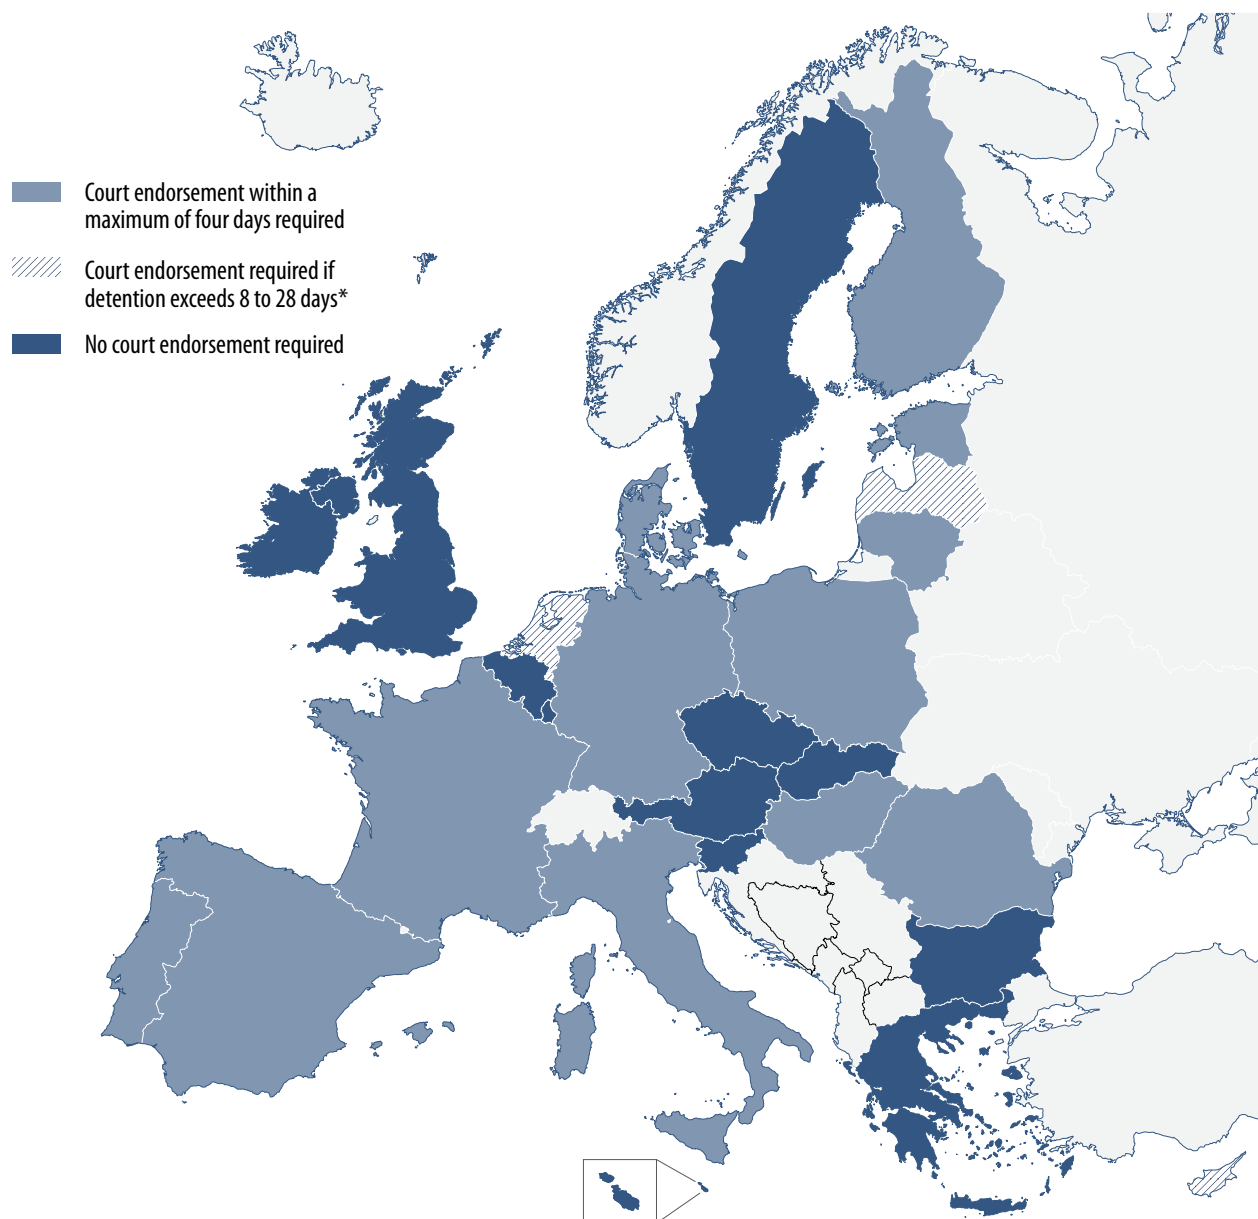 Court endorsement within a
maximum of four days required
Court endorsement required if
detention exceeds 8 to 28 days*
No court endorsement required